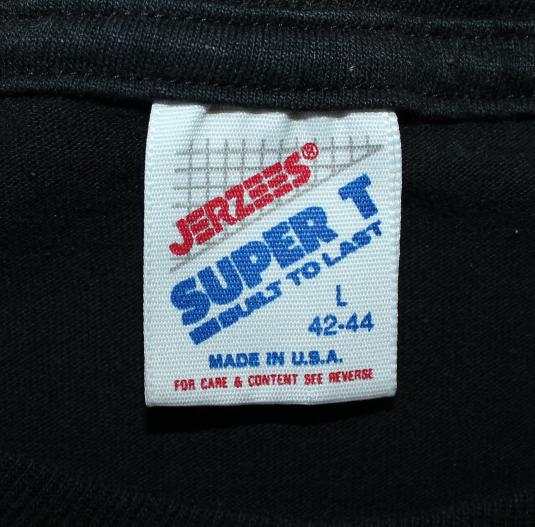 JERZEES®
SUPER T
BUILT TO LAST
L
42-44
MADE IN U.S.A.
FOR CARE & CONTENT SEE REVERSE